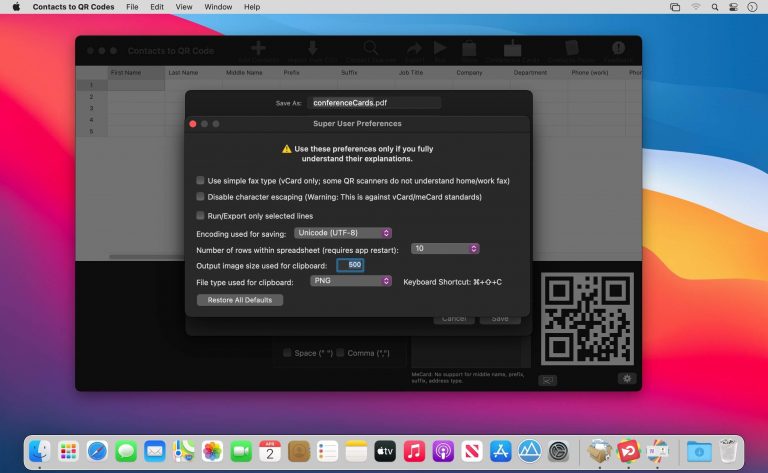 Contacts to QR Codes File Edit View Window Help
Contacts to QR Code
First Name Last Name Middle Name Prefix Suffix Job Title Company Department Phone (work)
1
2
3
4
5
Save As: conferenceCards.pdf
Super User Preferences
Use these preferences only if you fully
understand their explanations.
Use simple fax type (vCard only; some QR scanners do not understand home/work fax)
Disable character escaping (Warning: This is against vCard/meCard standards)
Run/Export only selected lines
Encoding used for saving: Unicode (UTF-8)
Number of rows within spreadsheet (requires app restart): 10
Output image size used for clipboard: 500
File type used for clipboard: PNG Keyboard Shortcut: ⌘+⇧+C
Restore All Defaults
Cancel Save
Space (" ") Comma (",")
MeCard: No support for middle name, prefix,
suffix, address type.
APR
2
tv